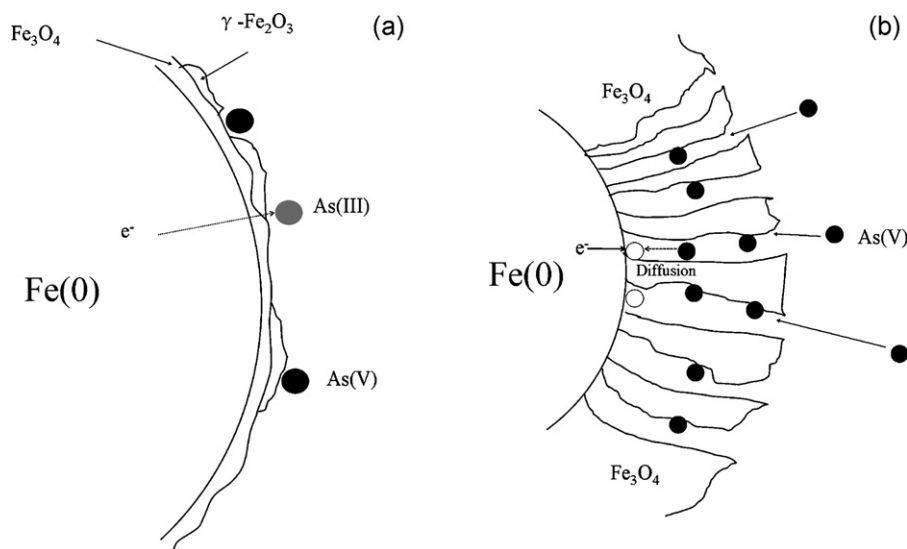 (a)
γ -Fe₂O₃
Fe₃O₄
As(III)
e⁻
Fe(0)
As(V)
(b)
Fe₃O₄
As(V)
e⁻
Diffusion
Fe(0)
Fe₃O₄